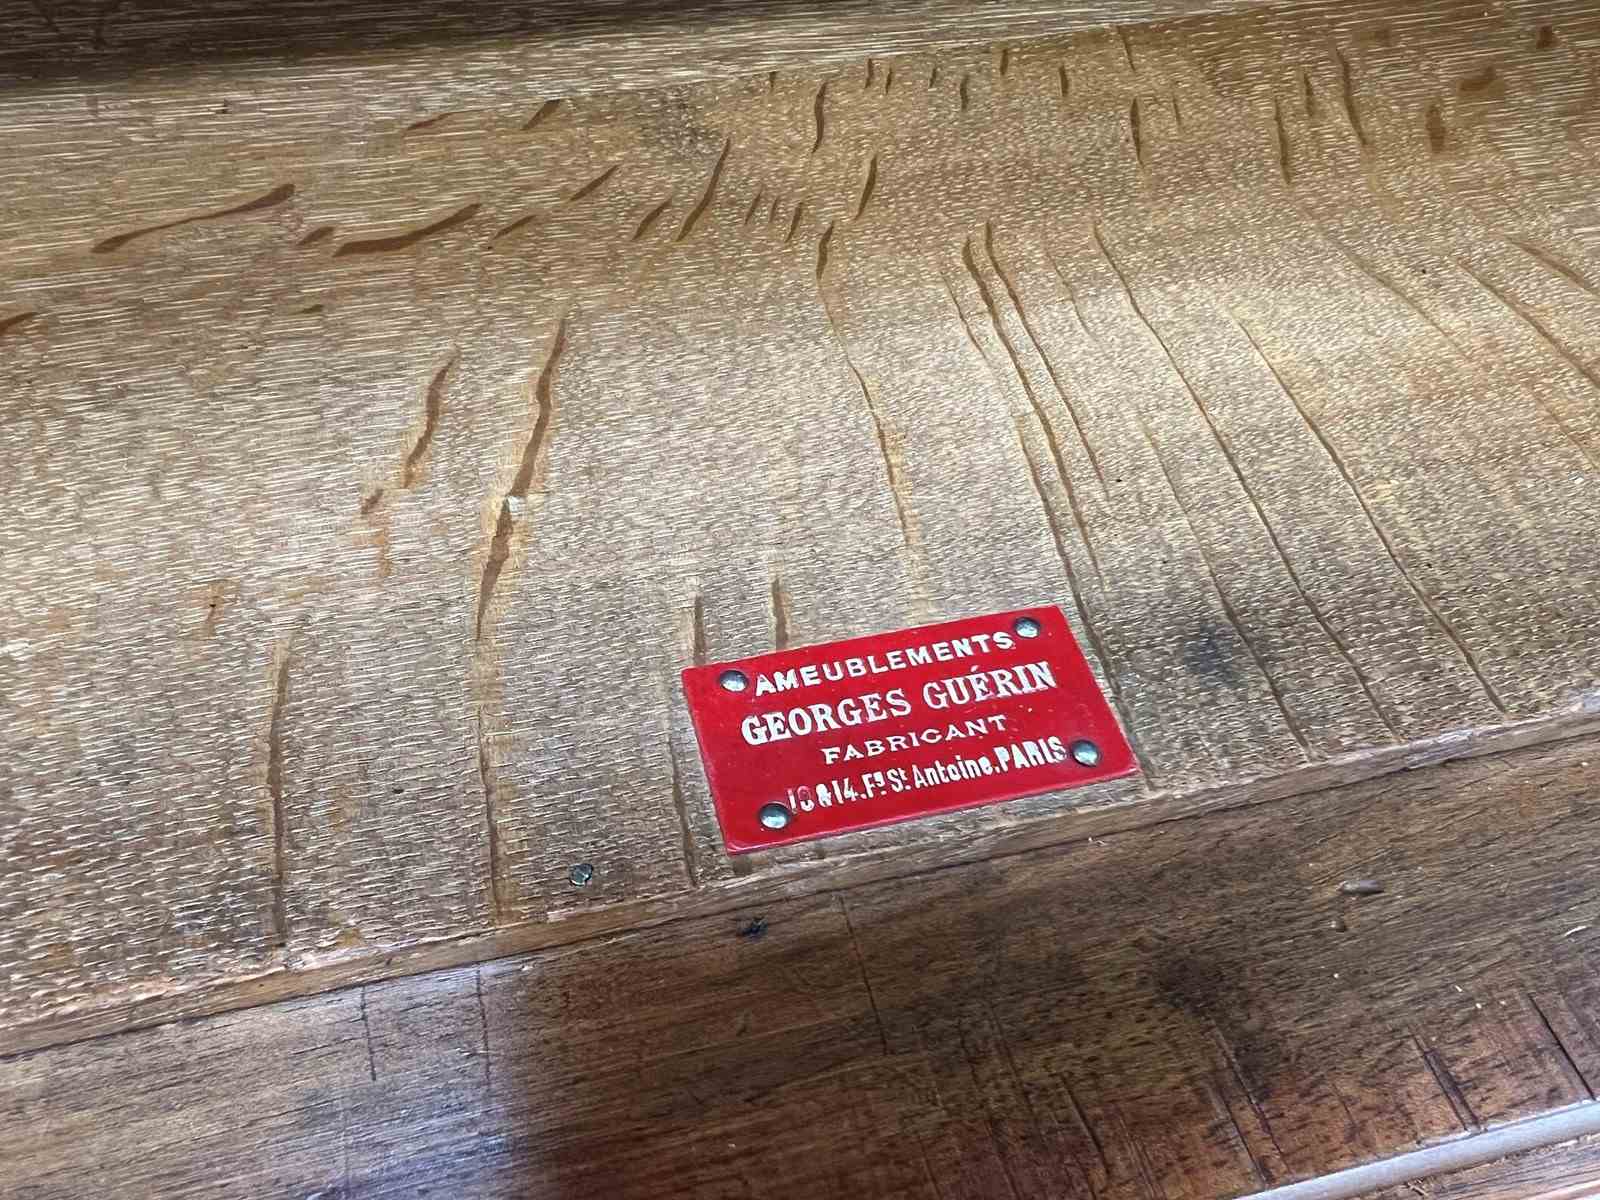 AMEUBLEMENTS
GEORGES GUÉRIN
FABRICANT
10&14.Fg St Antoine.PARIS